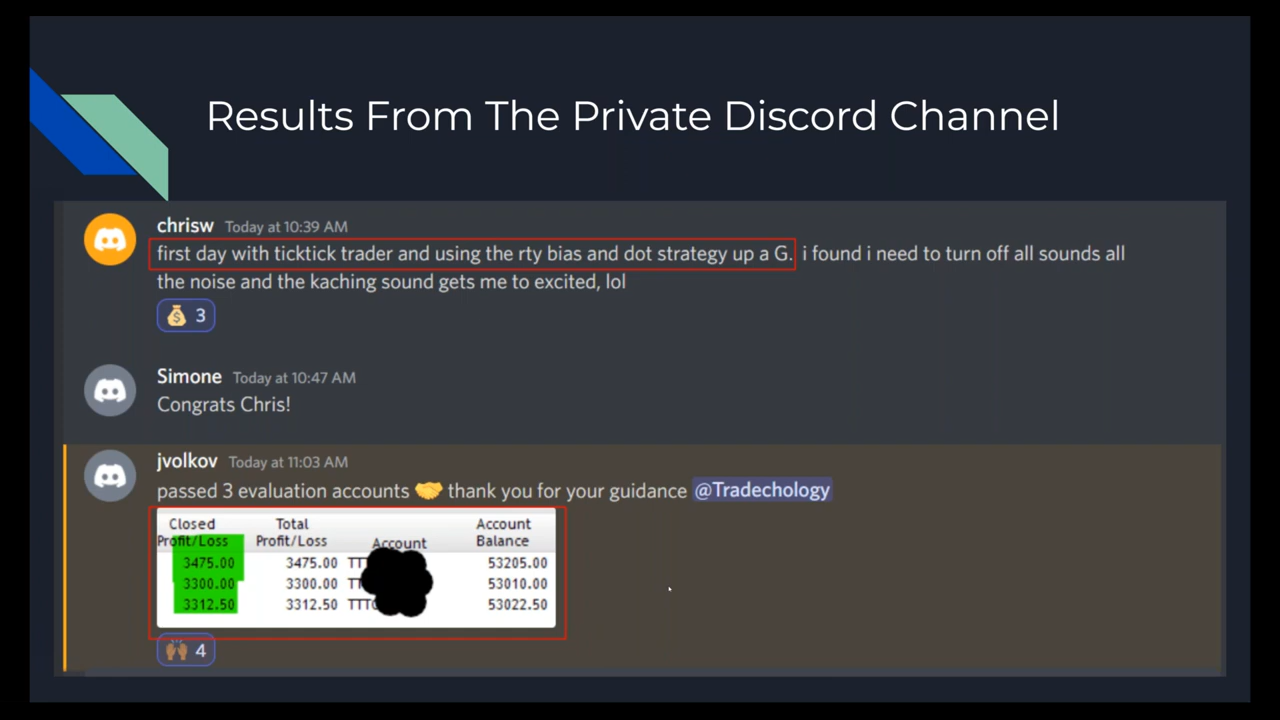 Results From The Private Discord Channel
chrisw Today at 10:39 AM
first day with ticktick trader and using the rty bias and dot strategy up a G. i found i need to turn off all sounds all
the noise and the kaching sound gets me to excited, lol
3
Simone Today at 10:47 AM
Congrats Chris!
jvolkov Today at 11:03 AM
passed 3 evaluation accounts 🤝 thank you for your guidance @Tradechology
Closed Total Account
Profit/Loss Profit/Loss Account Balance
3475.00 3475.00 TT 53205.00
3300.00 3300.00 T 53010.00
3312.50 3312.50 TTT 53022.50
4